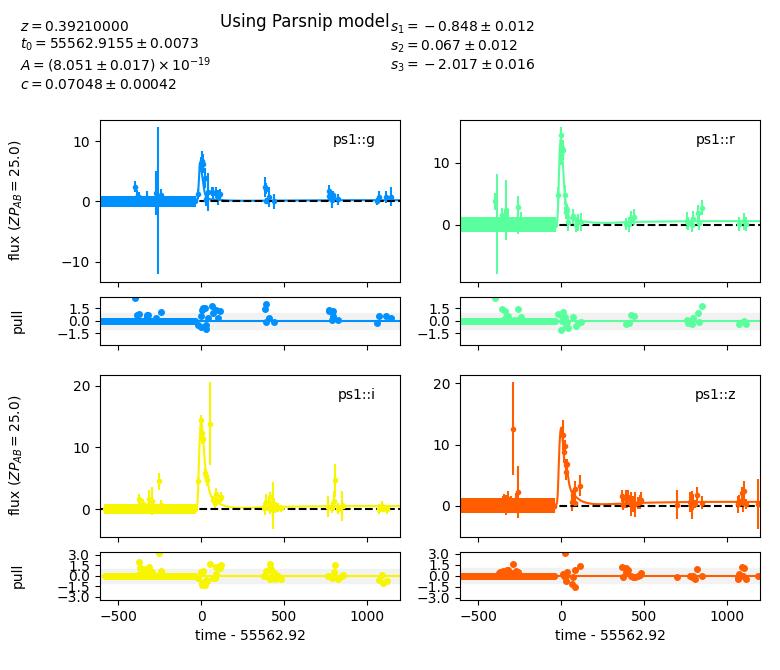 Using Parsnip model
z = 0.39210000
t₀ = 55562.9155 ± 0.0073
A = (8.051 ± 0.017) × 10⁻¹⁹
c = 0.07048 ± 0.00042
s₁ = −0.848 ± 0.012
s₂ = 0.067 ± 0.012
s₃ = −2.017 ± 0.016
ps1::g
10
0
−10
flux (ZP_AB = 25.0)
ps1::r
10
0
1.5
0.0
−1.5
pull
1.5
0.0
−1.5
ps1::i
20
10
0
flux (ZP_AB = 25.0)
ps1::z
20
10
0
3.0
1.5
0.0
−1.5
−3.0
pull
3.0
1.5
0.0
−1.5
−3.0
−500 0 500 1000
time - 55562.92
−500 0 500 1000
time - 55562.92